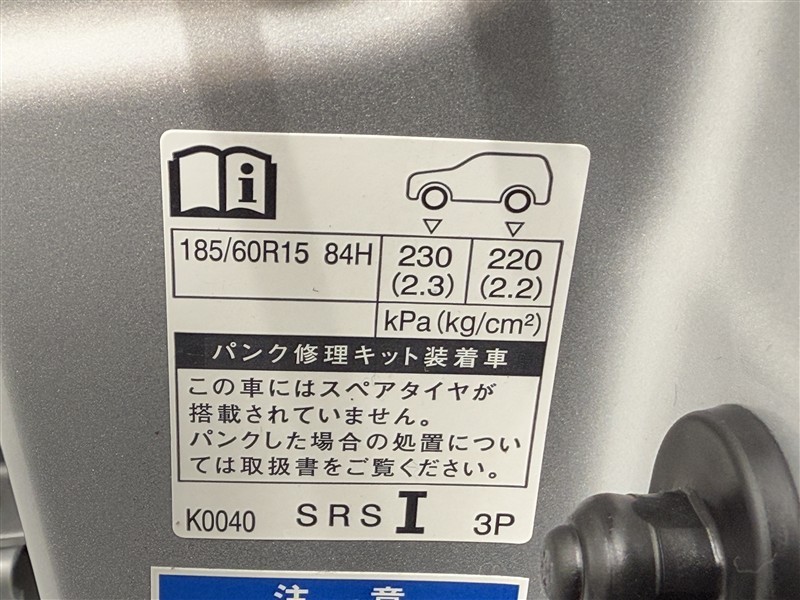 i
185/60R15 84H 230 220
(2.3) (2.2)
kPa(kg/cm²)
パンク修理キット装着車
この車にはスペアタイヤが
搭載されていません。
パンクした場合の処置につい
ては取扱書をご覧ください。
K0040 SRS I 3P
注意